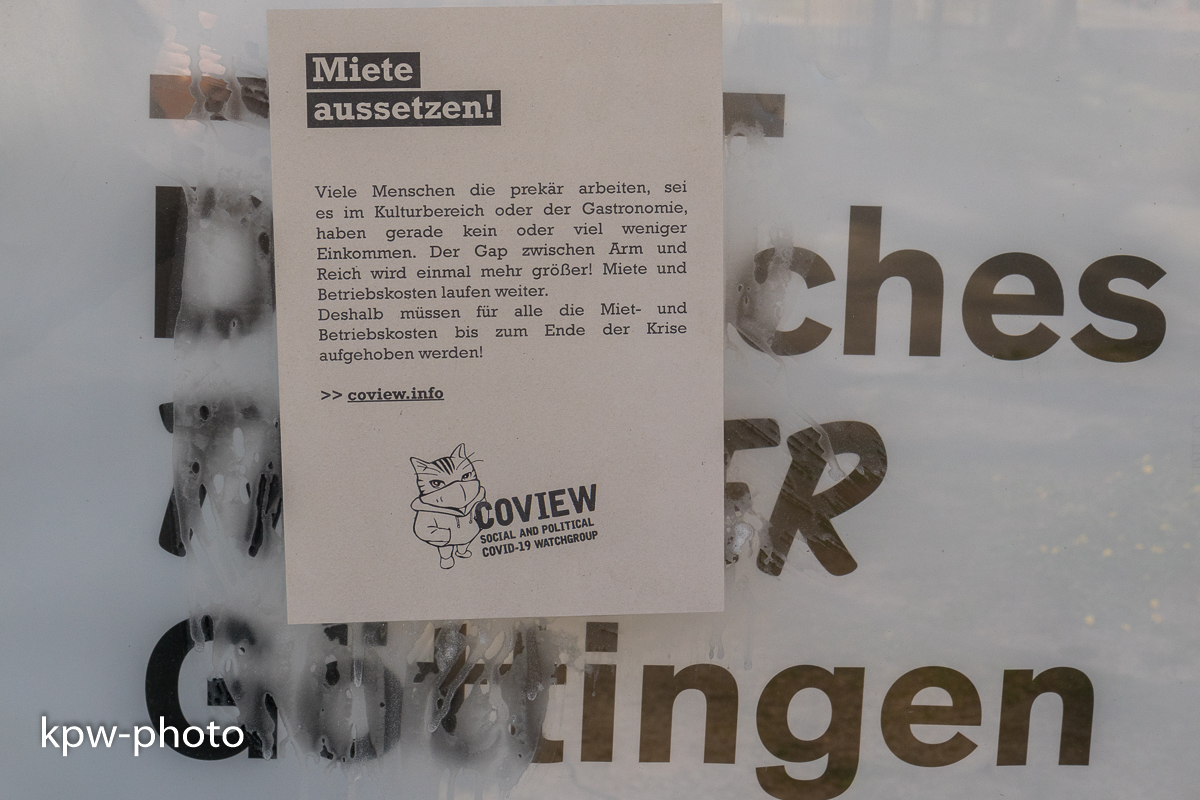 Miete
aussetzen!
Viele Menschen die prekär arbeiten, sei
es im Kulturbereich oder der Gastronomie,
haben gerade kein oder viel weniger
Einkommen. Der Gap zwischen Arm und
Reich wird einmal mehr größer! Miete und
Betriebskosten laufen weiter.
Deshalb müssen für alle die Miet- und
Betriebskosten bis zum Ende der Krise
aufgehoben werden!
>> coview.info
COVIEW
SOCIAL AND POLITICAL
COVID-19 WATCHGROUP
ches
ER
Göttingen
kpw-photo